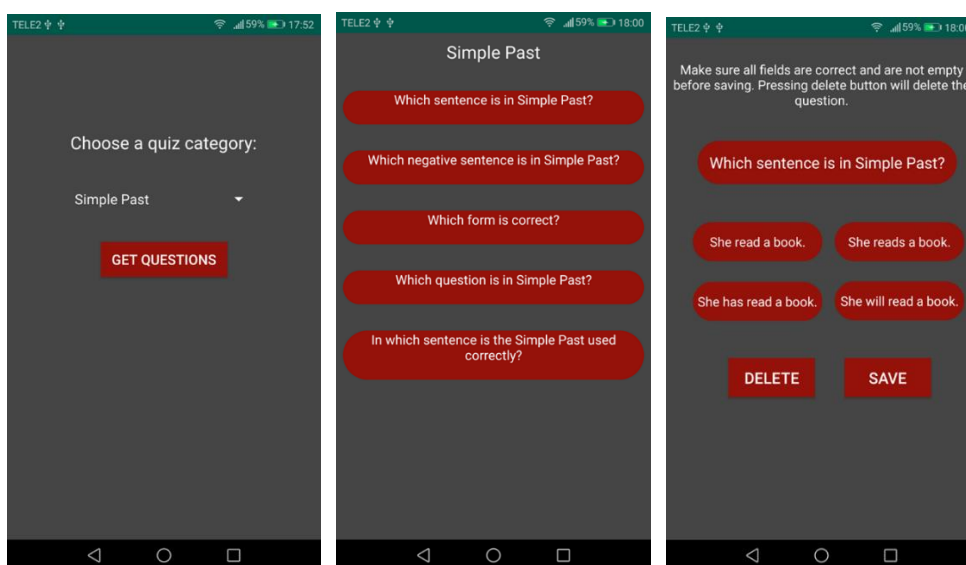 TELE2 59% 17:52
Choose a quiz category:
Simple Past
GET QUESTIONS
TELE2 59% 18:00
Simple Past
Which sentence is in Simple Past?
Which negative sentence is in Simple Past?
Which form is correct?
Which question is in Simple Past?
In which sentence is the Simple Past used
correctly?
TELE2 59% 18:00
Make sure all fields are correct and are not empty
before saving. Pressing delete button will delete the
question.
Which sentence is in Simple Past?
She read a book. She reads a book.
She has read a book. She will read a book.
DELETE SAVE